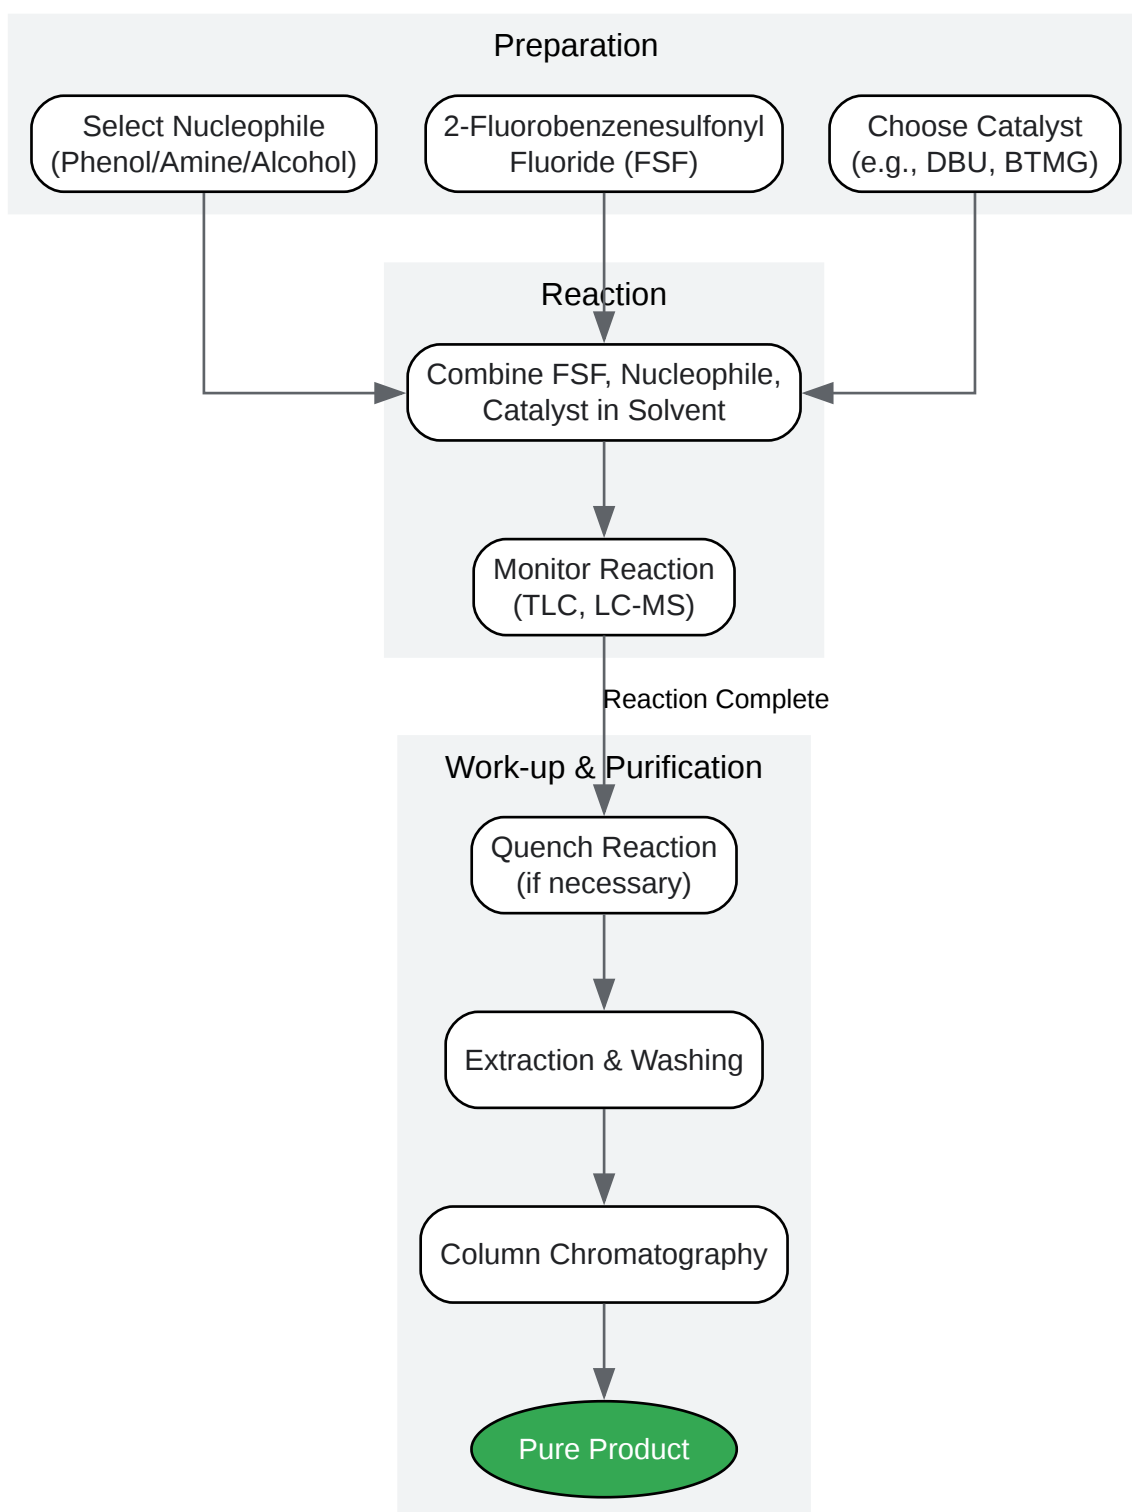 Preparation
Select Nucleophile
(Phenol/Amine/Alcohol)
2-Fluorobenzenesulfonyl
Fluoride (FSF)
Choose Catalyst
(e.g., DBU, BTMG)
Reaction
Combine FSF, Nucleophile,
Catalyst in Solvent
Monitor Reaction
(TLC, LC-MS)
Reaction Complete
Work-up & Purification
Quench Reaction
(if necessary)
Extraction & Washing
Column Chromatography
Pure Product